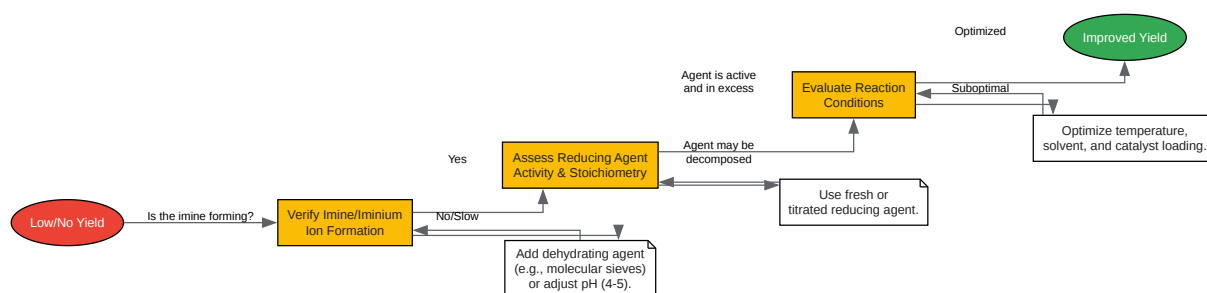 Optimized
Improved Yield
Agent is active
and in excess
Evaluate Reaction
Conditions
Suboptimal
Optimize temperature,
solvent, and catalyst loading.
Yes
Assess Reducing Agent
Activity & Stoichiometry
Agent may be
decomposed
Use fresh or
titrated reducing agent.
Low/No Yield
Is the imine forming?
Verify Imine/Iminium
Ion Formation
No/Slow
Add dehydrating agent
(e.g., molecular sieves)
or adjust pH (4-5).